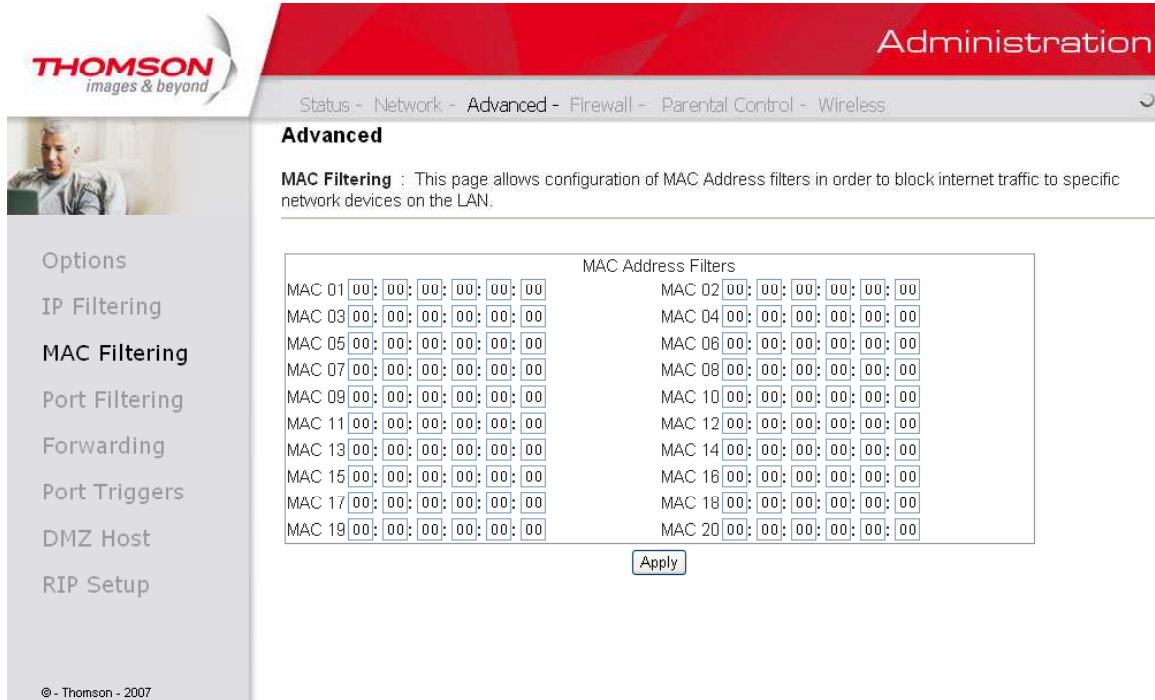 THOMSON
images & beyond
Administration
Status - Network - Advanced - Firewall - Parental Control - Wireless
Advanced
MAC Filtering : This page allows configuration of MAC Address filters in order to block internet traffic to specific
network devices on the LAN.
Options
IP Filtering
MAC Filtering
Port Filtering
Forwarding
Port Triggers
DMZ Host
RIP Setup
MAC Address Filters
MAC 01 00: 00: 00: 00: 00: 00 MAC 02 00: 00: 00: 00: 00: 00
MAC 03 00: 00: 00: 00: 00: 00 MAC 04 00: 00: 00: 00: 00: 00
MAC 05 00: 00: 00: 00: 00: 00 MAC 06 00: 00: 00: 00: 00: 00
MAC 07 00: 00: 00: 00: 00: 00 MAC 08 00: 00: 00: 00: 00: 00
MAC 09 00: 00: 00: 00: 00: 00 MAC 10 00: 00: 00: 00: 00: 00
MAC 11 00: 00: 00: 00: 00: 00 MAC 12 00: 00: 00: 00: 00: 00
MAC 13 00: 00: 00: 00: 00: 00 MAC 14 00: 00: 00: 00: 00: 00
MAC 15 00: 00: 00: 00: 00: 00 MAC 16 00: 00: 00: 00: 00: 00
MAC 17 00: 00: 00: 00: 00: 00 MAC 18 00: 00: 00: 00: 00: 00
MAC 19 00: 00: 00: 00: 00: 00 MAC 20 00: 00: 00: 00: 00: 00
Apply
© - Thomson - 2007